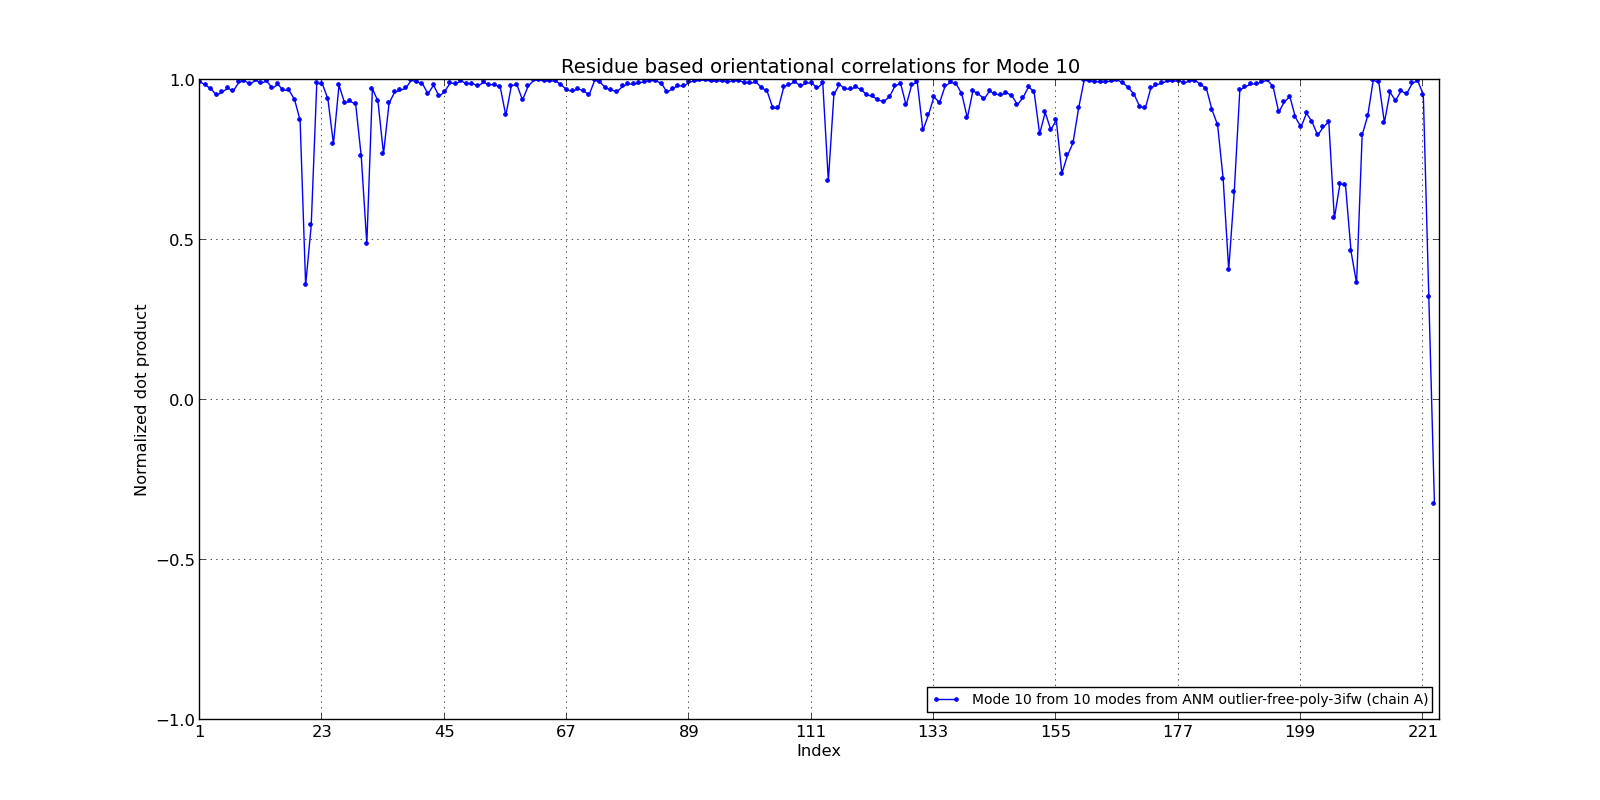 Residue based orientational correlations for Mode 10
1.0
0.5
0.0
−0.5
−1.0
Normalized dot product
1 23 45 67 89 111 133 155 177 199 221
Index
Mode 10 from 10 modes from ANM outlier-free-poly-3ifw (chain A)